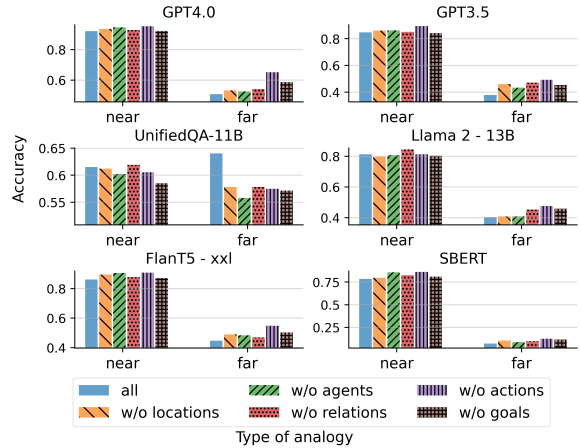 GPT4.0
GPT3.5
0.8
0.6
near
far
0.8
0.6
0.4
near
far
Accuracy
UnifiedQA-11B
Llama 2 - 13B
0.65
0.60
0.55
near
far
0.8
0.6
0.4
near
far
FlanT5 - xxl
SBERT
0.8
0.6
0.4
near
far
0.75
0.50
0.25
near
far
all
w/o agents
w/o actions
w/o locations
w/o relations
w/o goals
Type of analogy